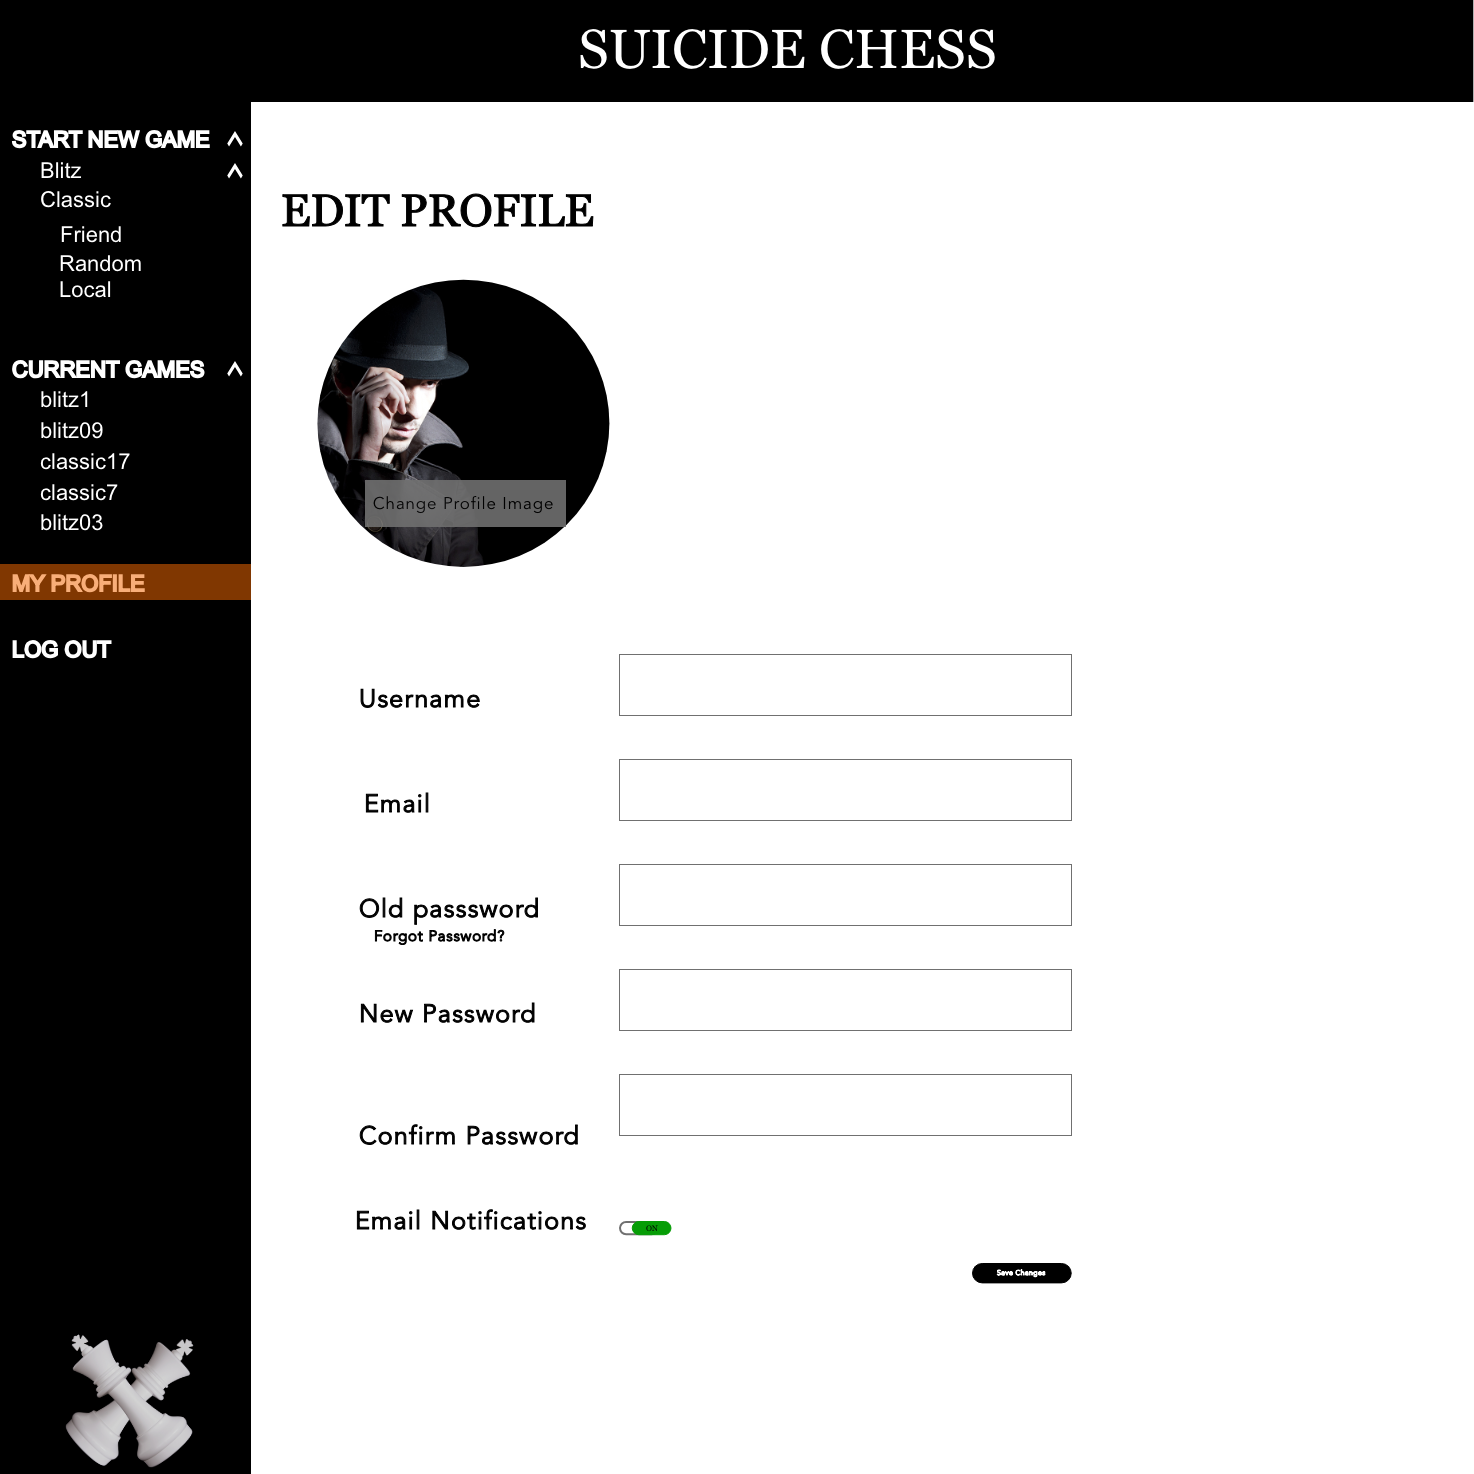 SUICIDE CHESS
START NEW GAME
Blitz
Classic
Friend
Random
Local
CURRENT GAMES
blitz1
blitz09
classic17
classic7
blitz03
MY PROFILE
LOG OUT
EDIT PROFILE
Change Profile Image
Username
Email
Old passsword
Forgot Password?
New Password
Confirm Password
Email Notifications
ON
Save Changes